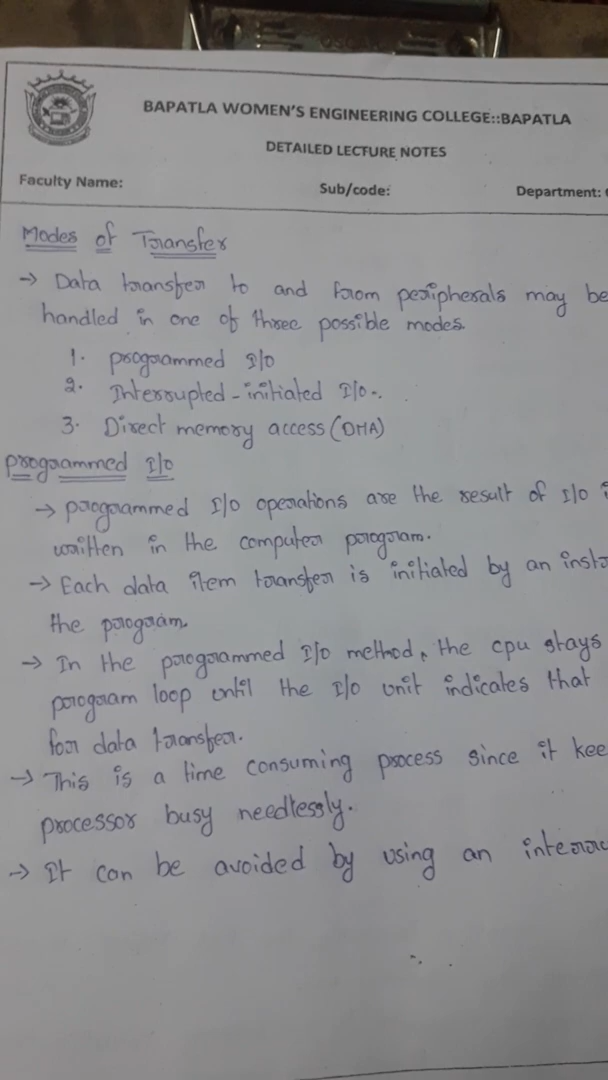 BAPATLA WOMEN'S ENGINEERING COLLEGE::BAPATLA
DETAILED LECTURE NOTES
Faculty Name: Sub/code: Department:
Modes of Transfer
→ Data transfer to and from peripherals may be
handled in one of three possible modes.
1. programmed I/O
2. Interrupted-initiated I/O.
3. Direct memory access (DMA)
programmed I/O
→ programmed I/O operations are the result of I/O
written in the computer program.
→ Each data item transfer is initiated by an instr
the program.
→ In the programmed I/O method, the cpu stays
program loop until the I/O unit indicates that
for data transfer.
→ This is a time consuming process since it kee
processor busy needlessly.
→ It can be avoided by using an